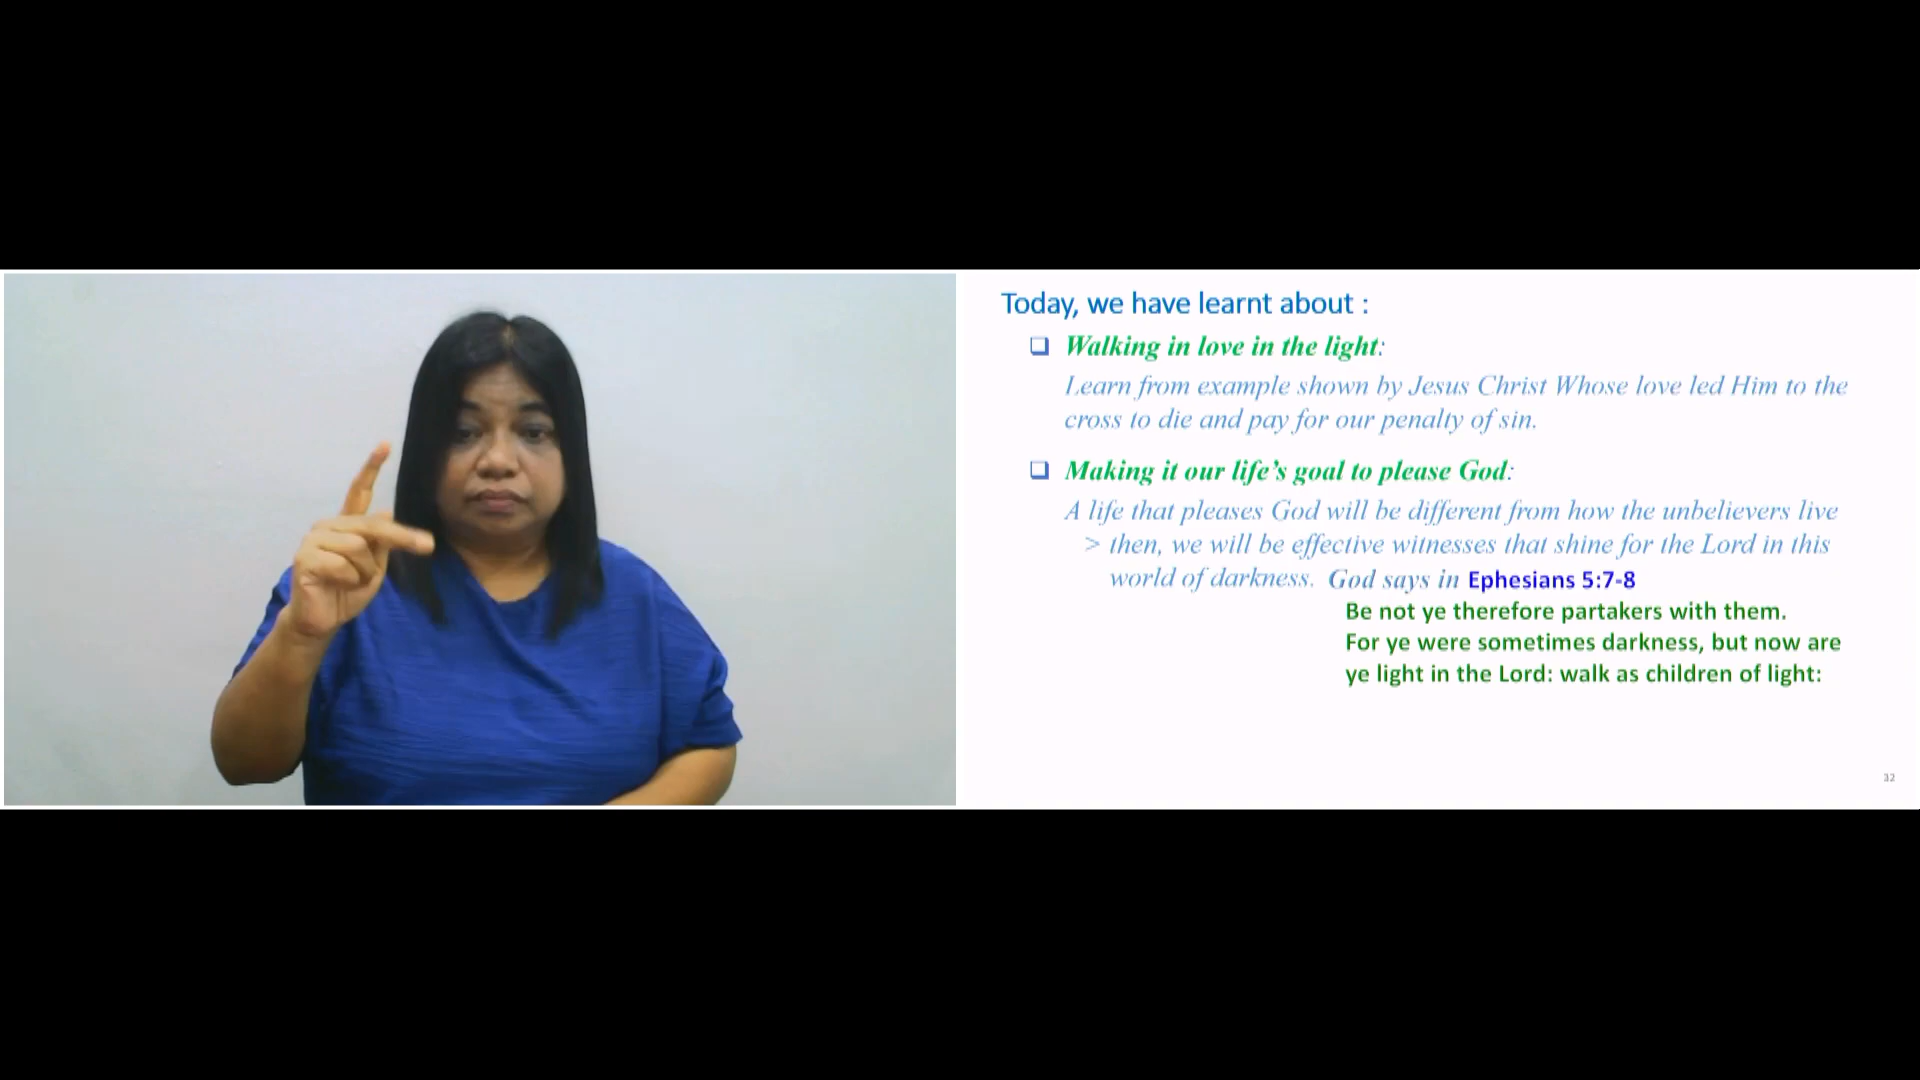 Today, we have learnt about :
❑ Walking in love in the light:
Learn from example shown by Jesus Christ Whose love led Him to the
cross to die and pay for our penalty of sin.
❑ Making it our life’s goal to please God:
A life that pleases God will be different from how the unbelievers live
> then, we will be effective witnesses that shine for the Lord in this
world of darkness. God says in Ephesians 5:7-8
Be not ye therefore partakers with them.
For ye were sometimes darkness, but now are
ye light in the Lord: walk as children of light:
32